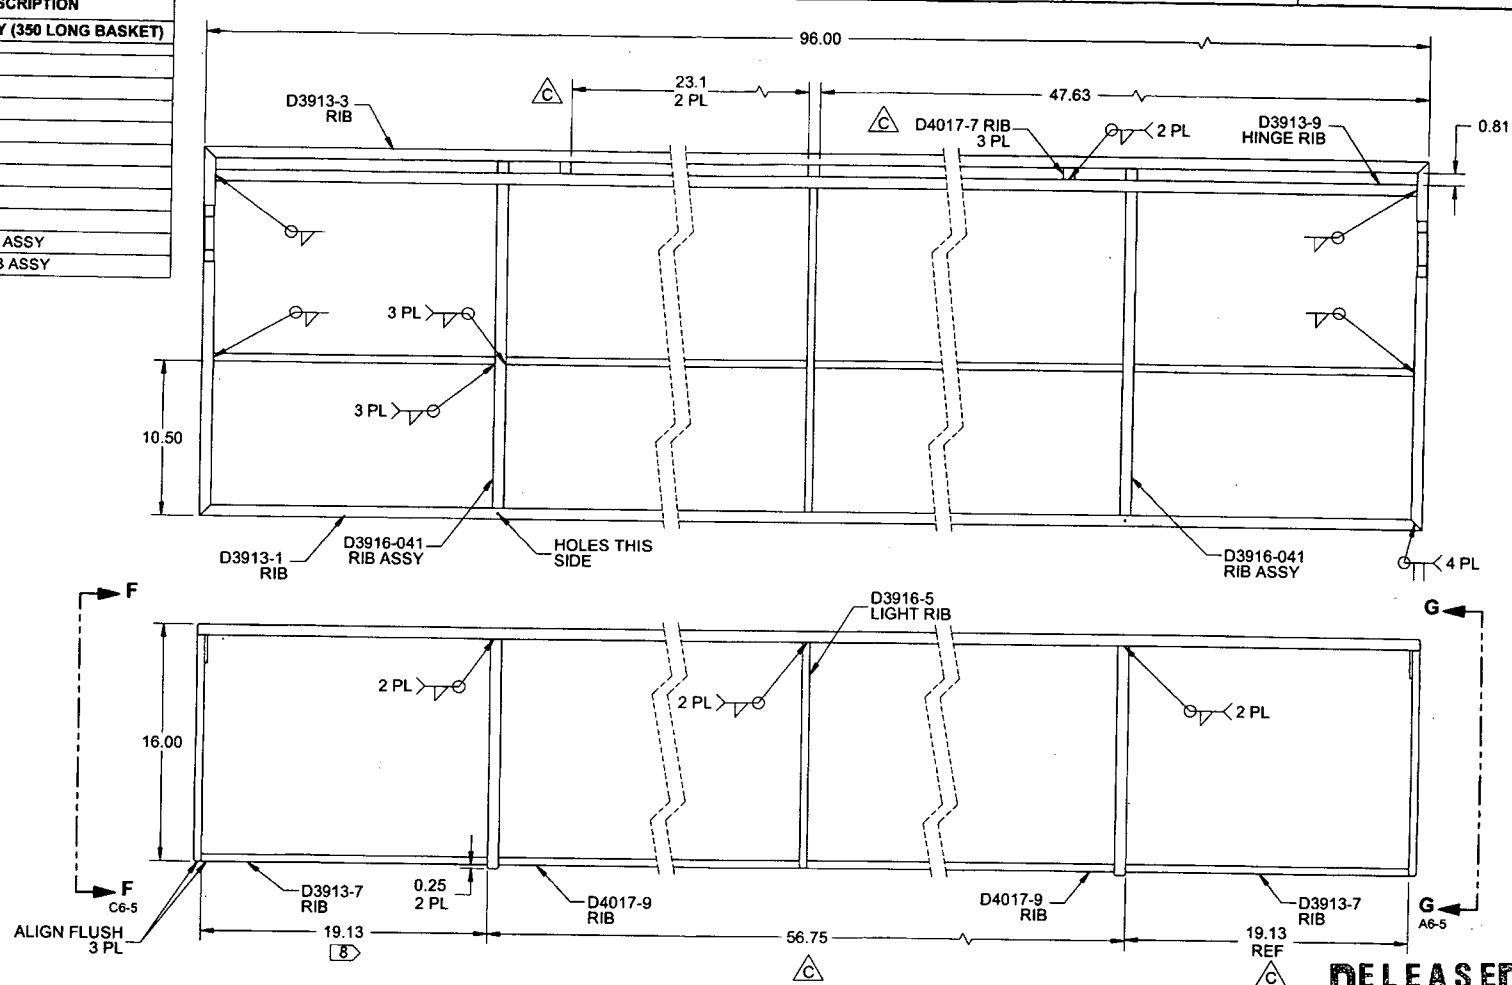 SCRIPTION
Y (350 LONG BASKET)
ASSY
ASSY
96.00
C
23.1
2 PL
47.63
D3913-3
RIB
C
D4017-7 RIB
3 PL
2 PL
D3913-9
HINGE RIB
0.81
3 PL
3 PL
10.50
D3913-1
RIB
D3916-041
RIB ASSY
HOLES THIS
SIDE
D3916-041
RIB ASSY
4 PL
F
D3916-5
LIGHT RIB
G
2 PL
2 PL
2 PL
16.00
F
C6-5
D3913-7
RIB
0.25
2 PL
D4017-9
RIB
D4017-9
RIB
D3913-7
RIB
G
A6-5
ALIGN FLUSH
3 PL
19.13
8
56.75
C
19.13
REF
C
RELEASED